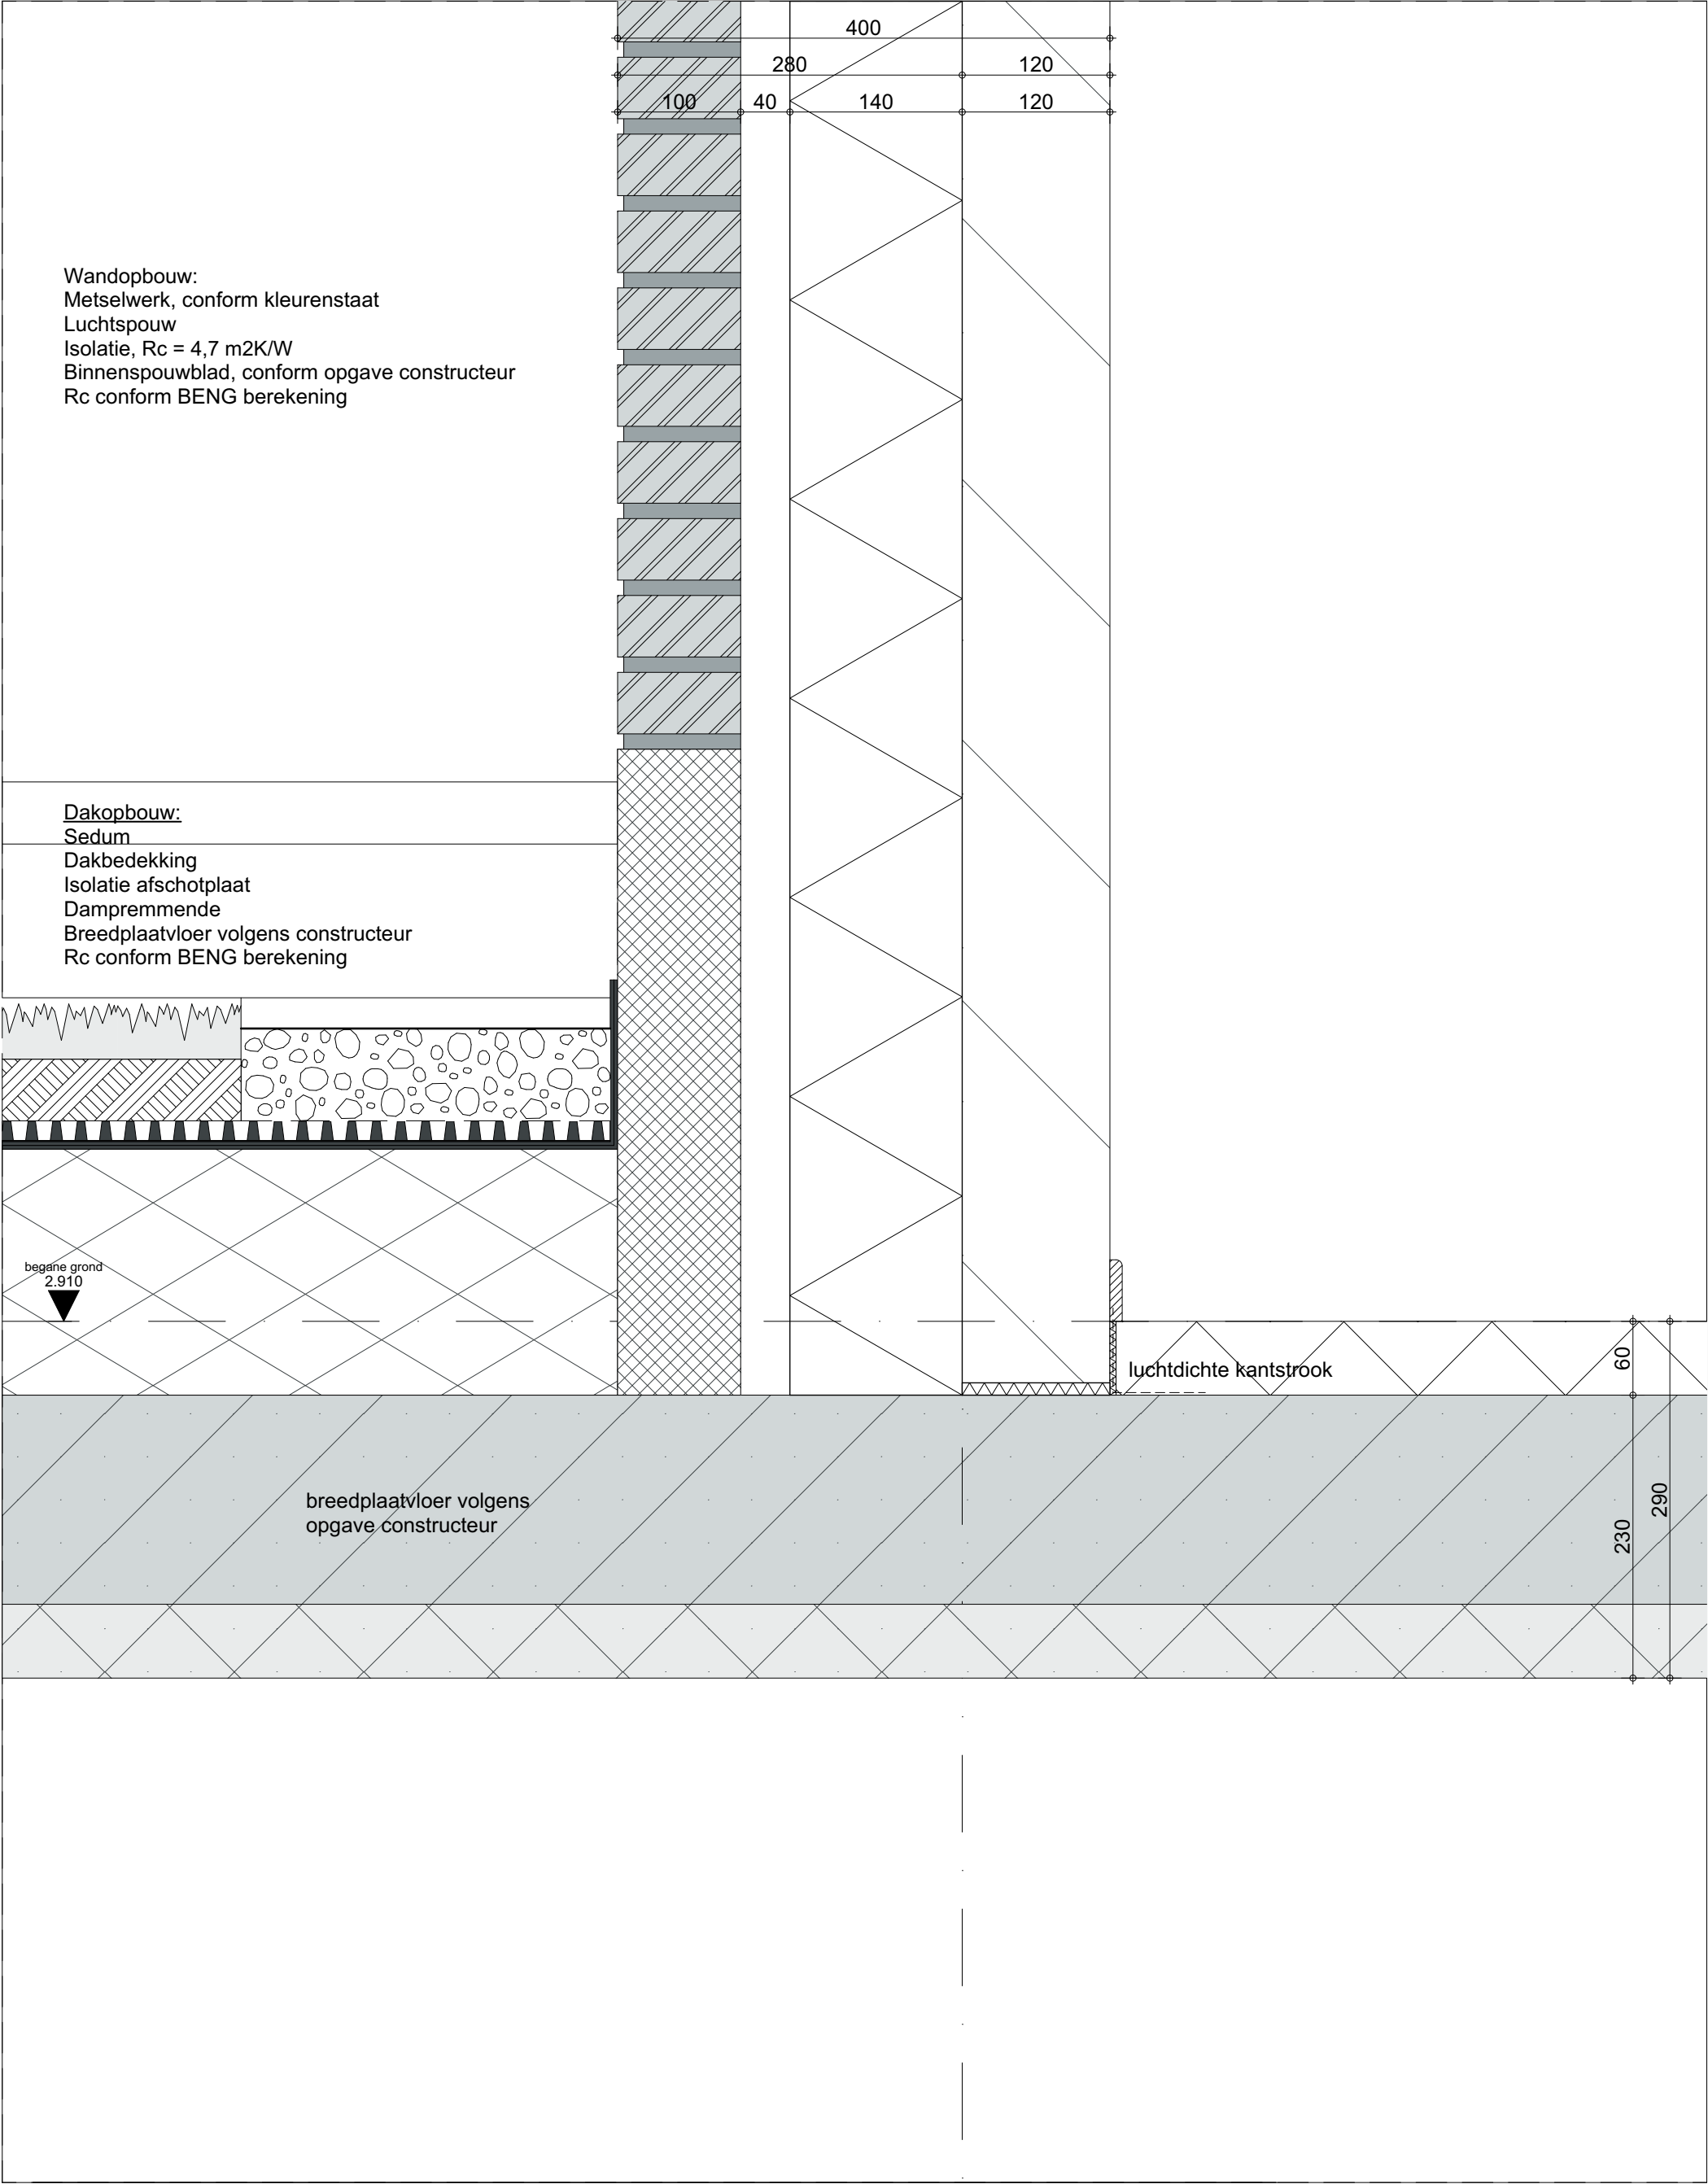 400
280
120
100
40
140
120
Wandopbouw:
Metselwerk, conform kleurenstaat
Luchtspouw
Isolatie, Rc = 4,7 m2K/W
Binnenspouwblad, conform opgave constructeur
Rc conform BENG berekening
Dakopbouw:
Sedum
Dakbedekking
Isolatie afschotplaat
Dampremmende
Breedplaatvloer volgens constructeur
Rc conform BENG berekening
begane grond
2.910
luchtdichte kantstrook
60
290
230
breedplaatvloer volgens
opgave constructeur